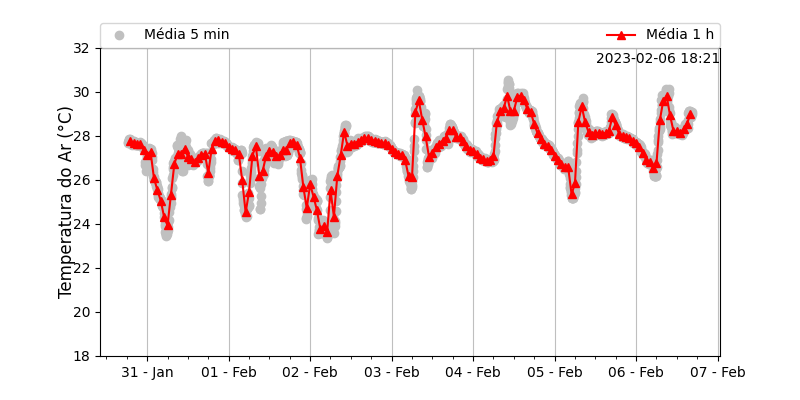 Média 5 min
Média 1 h
2023-02-06 18:21
Temperatura do Ar (°C)
32
30
28
26
24
22
20
18
31 - Jan
01 - Feb
02 - Feb
03 - Feb
04 - Feb
05 - Feb
06 - Feb
07 - Feb